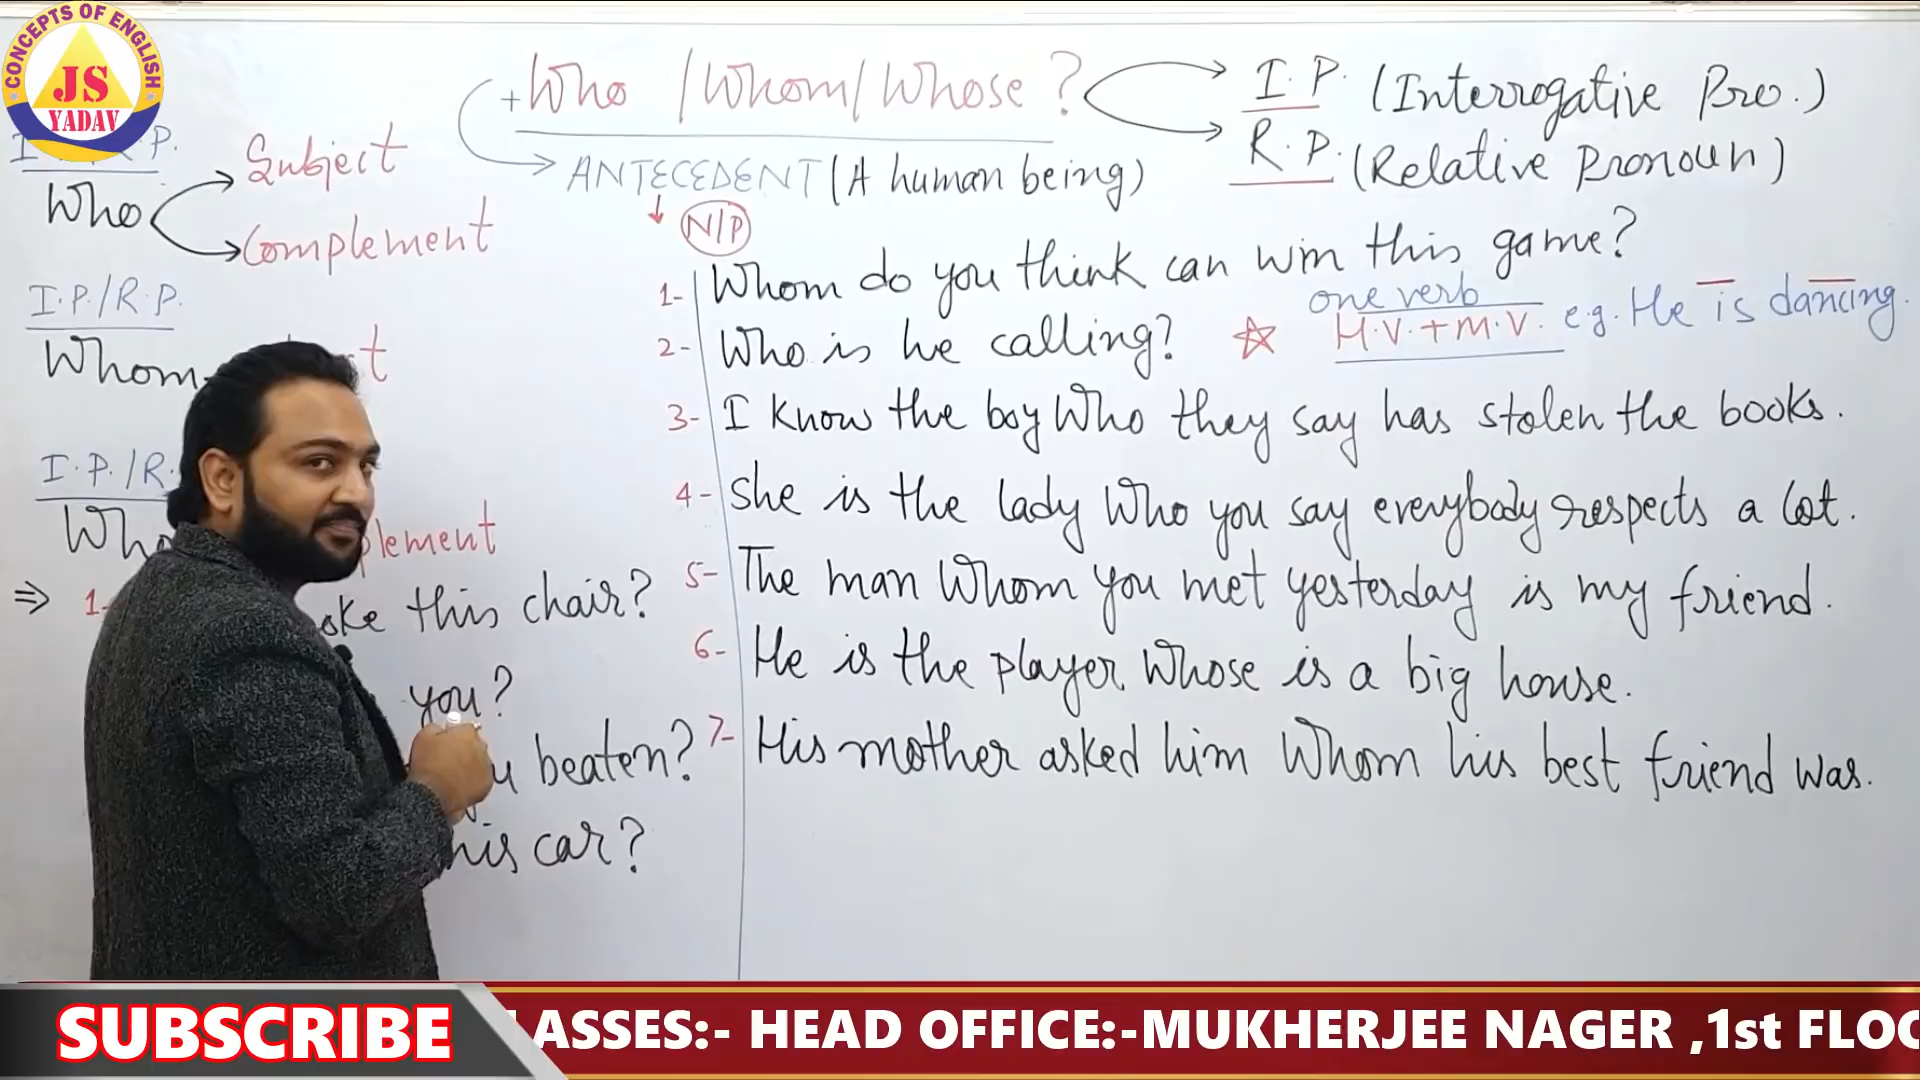 CONCEPTS OF ENGLISH
JS
YADAV
+Who / Whom / Whose ?
I. P. (Interrogative Pro.)
R. P. (Relative Pronoun)
ANTECEDENT (A human being)
N/P
P.
Who
Subject
Complement
I.P./R.P.
Whom
I.P./R.
plement
⇒ 1-
oke this chair?
you?
beaten?
his car?
1- Whom do you think can win this game?
one verb
H.V. + M.V. e.g. He is dancing.
2- Who is he calling?
3- I know the boy Who they say has stolen the books.
4- She is the lady Who you say everybody respects a lot.
5- The man Whom you met yesterday is my friend.
6- He is the player Whose is a big house.
7- His mother asked him Whom his best friend was.
SUBSCRIBE
LASSES:- HEAD OFFICE:-MUKHERJEE NAGER ,1st FLOO